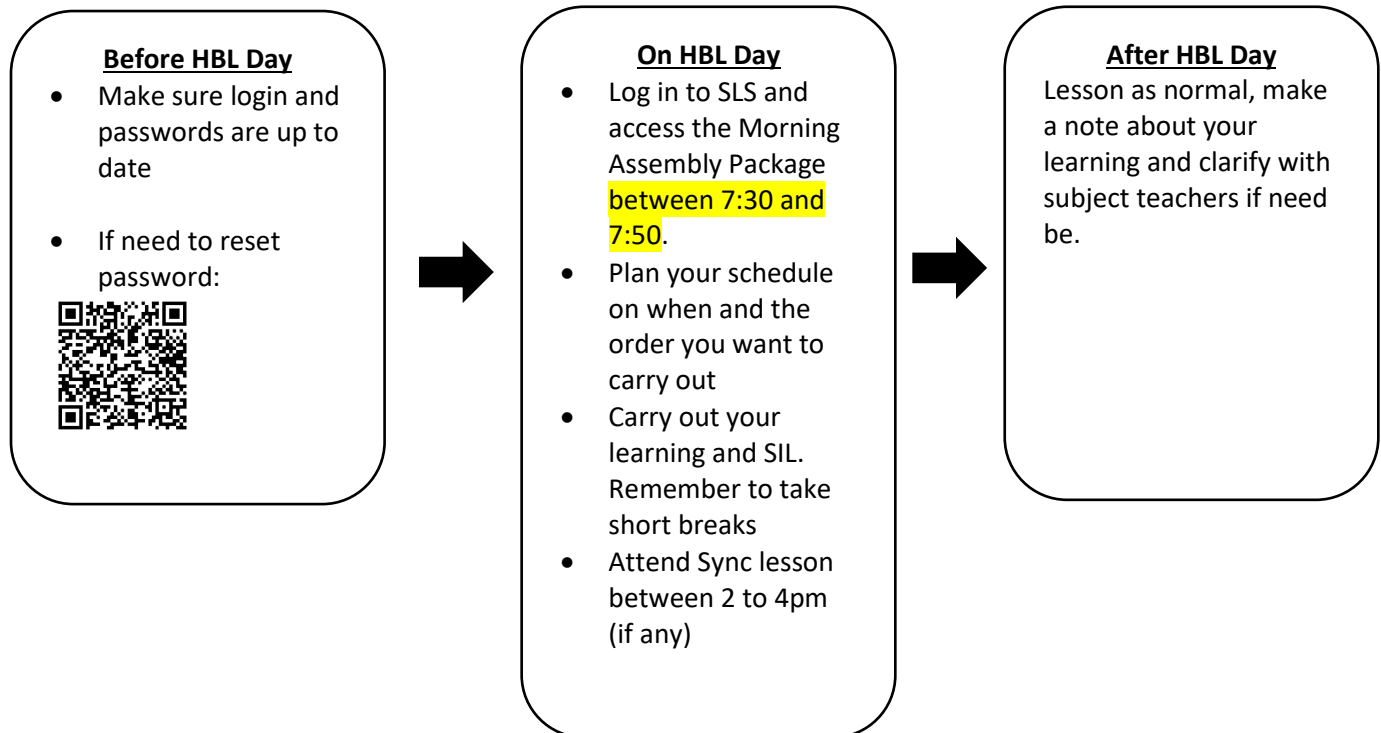 Before HBL Day
• Make sure login and
passwords are up to
date
• If need to reset
password:
On HBL Day
• Log in to SLS and
access the Morning
Assembly Package
between 7:30 and
7:50.
• Plan your schedule
on when and the
order you want to
carry out
• Carry out your
learning and SIL.
Remember to take
short breaks
• Attend Sync lesson
between 2 to 4pm
(if any)
After HBL Day
Lesson as normal, make
a note about your
learning and clarify with
subject teachers if need
be.